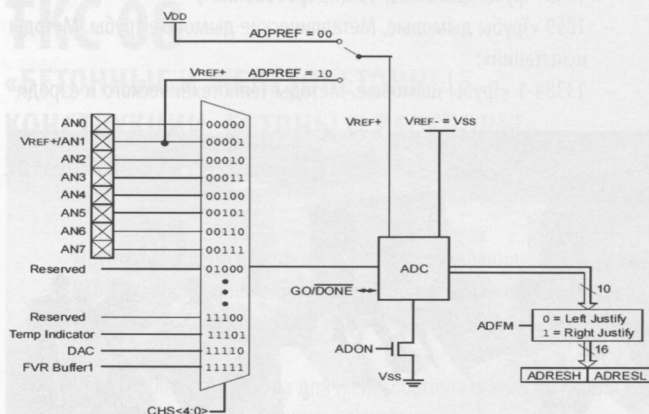 VDD
ADPREF = 00
VREF+ ADPREF = 10
VREF+ VREF- = VSS
AN0
VREF+/AN1 00001
AN2 00010
AN3 00011
AN4 00100
AN5 00101
AN6 00110
AN7 00111
Reserved 01000
ADC
GO/DONE
10
0 = Left Justify
1 = Right Justify
ADFM
16
ADON
VSS
ADRESH ADRESL
Reserved 11100
Temp Indicator 11101
DAC 11110
FVR Buffer1 11111
CHS<4:0>